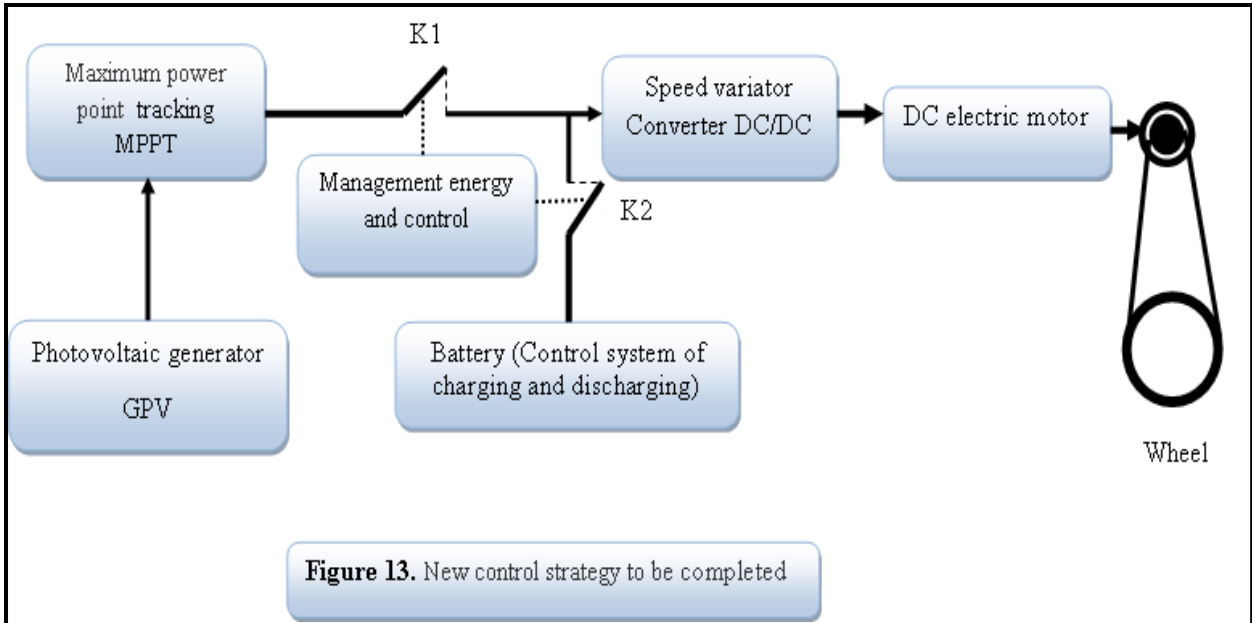 K1
Maximum power
point tracking
MPPT
Speed variator
Converter DC/DC
DC electric motor
Management energy
and control
K2
Photovoltaic generator
GPV
Battery (Control system of
charging and discharging)
Wheel
Figure 13. New control strategy to be completed